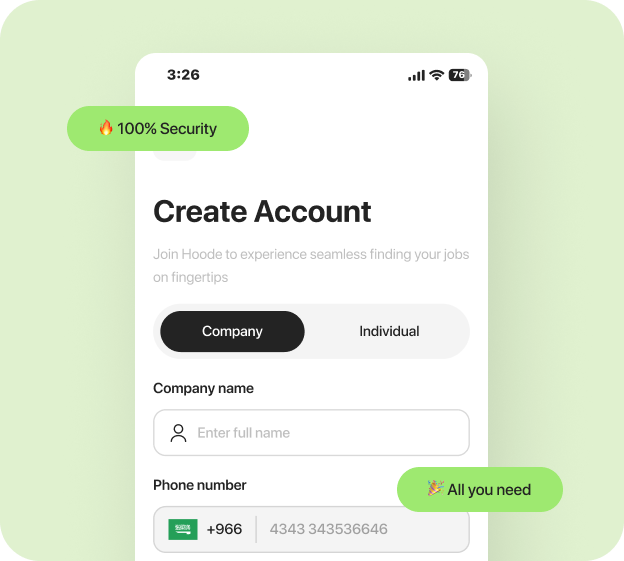 3:26
76
🔥 100% Security
Create Account
Join Hoode to experience seamless finding your jobs
on fingertips
Company
Individual
Company name
Enter full name
Phone number
🎉 All you need
+966
4343 343536646